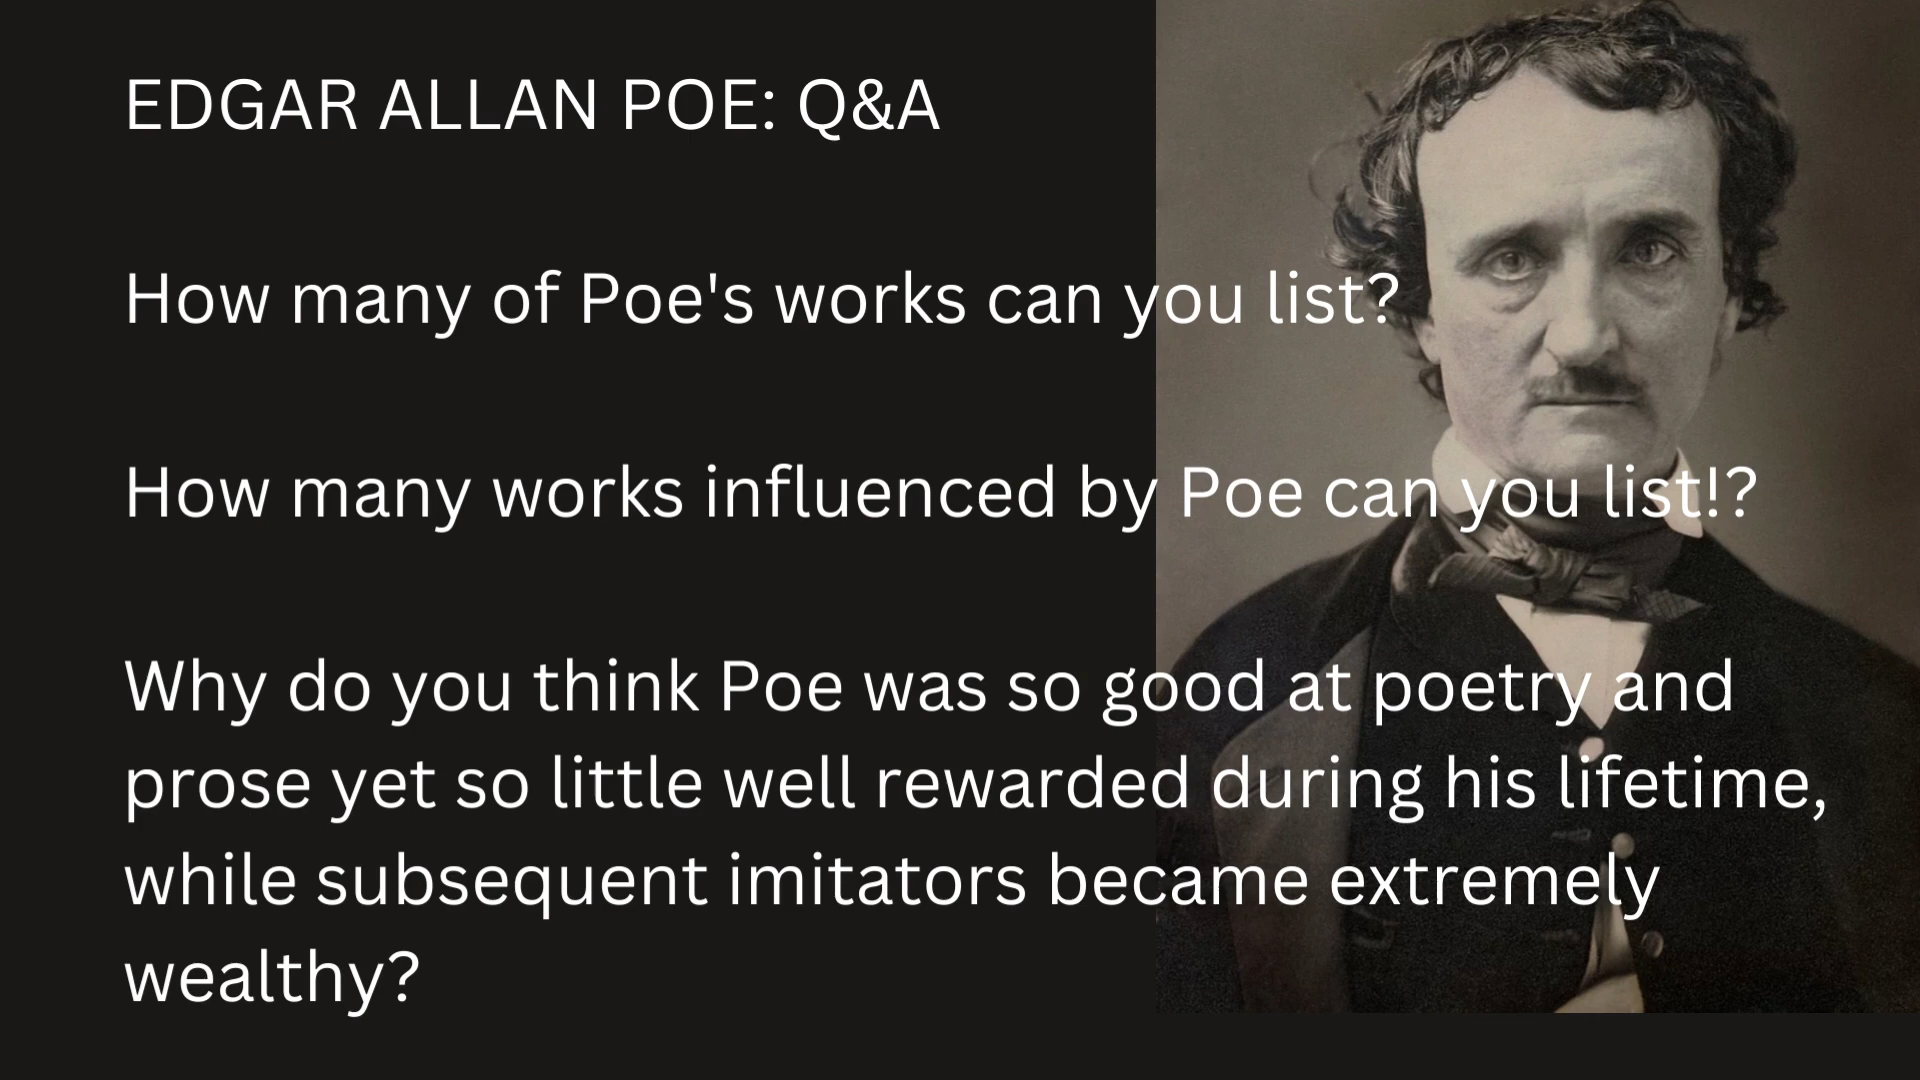 EDGAR ALLAN POE: Q&A
How many of Poe's works can you list?
How many works influenced by Poe can you list!?
Why do you think Poe was so good at poetry and
prose yet so little well rewarded during his lifetime,
while subsequent imitators became extremely
wealthy?